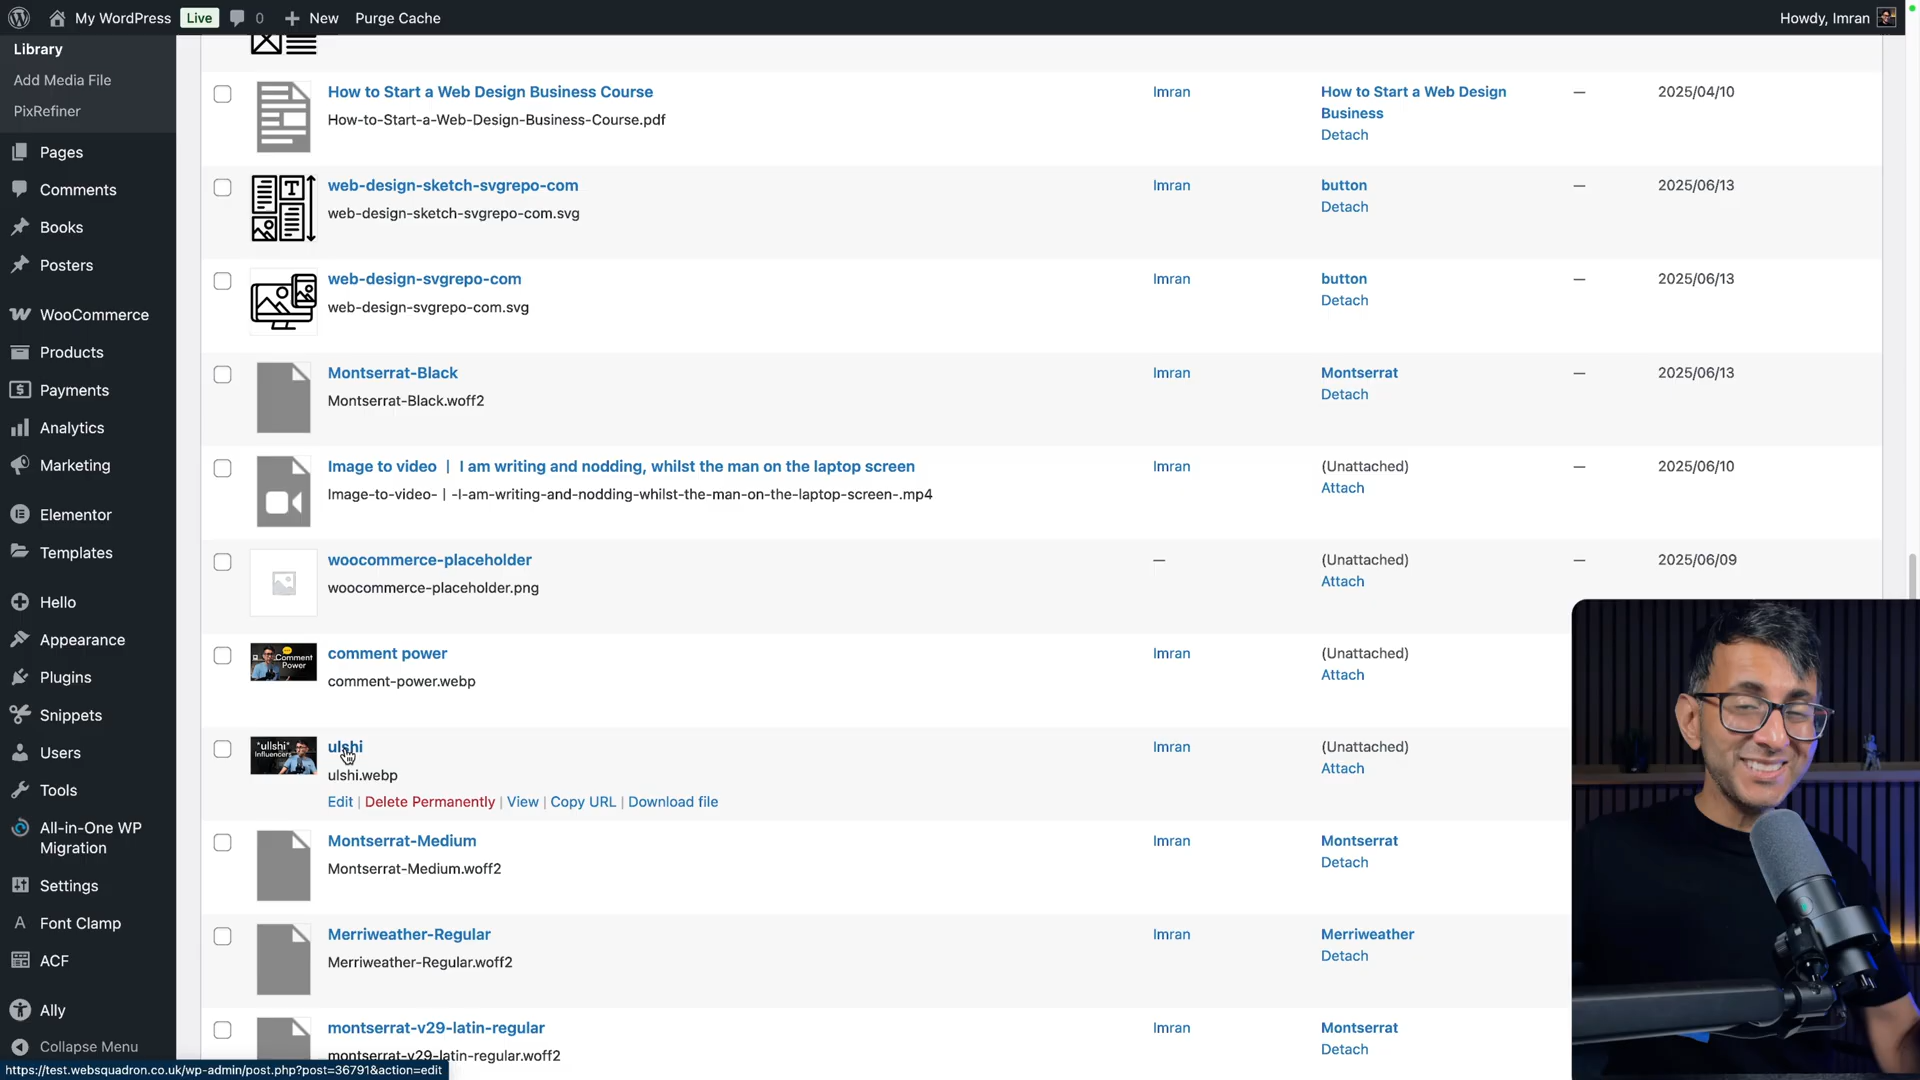 My WordPress Live 0 New Purge Cache Howdy, Imran
Library
Add Media File
PixRefiner
Pages
Comments
Books
Posters
WooCommerce
Products
Payments
Analytics
Marketing
Elementor
Templates
Hello
Appearance
Plugins
Snippets
Users
Tools
All-in-One WP
Migration
Settings
Font Clamp
ACF
Ally
Collapse Menu
How to Start a Web Design Business Course Imran How to Start a Web Design — 2025/04/10
Business
How-to-Start-a-Web-Design-Business-Course.pdf
Detach
web-design-sketch-svgrepo-com Imran button — 2025/06/13
web-design-sketch-svgrepo-com.svg Detach
web-design-svgrepo-com Imran button — 2025/06/13
web-design-svgrepo-com.svg Detach
Montserrat-Black Imran Montserrat — 2025/06/13
Montserrat-Black.woff2 Detach
Image to video | I am writing and nodding, whilst the man on the laptop screen Imran (Unattached) — 2025/06/10
Image-to-video-|-I-am-writing-and-nodding-whilst-the-man-on-the-laptop-screen-.mp4 Attach
woocommerce-placeholder — (Unattached) — 2025/06/09
woocommerce-placeholder.png Attach
Comment
Power
comment power Imran (Unattached)
comment-power.webp Attach
"ullshi"
Influencers
ulshi Imran (Unattached)
ulshi.webp Attach
Edit | Delete Permanently | View | Copy URL | Download file
Montserrat-Medium Imran Montserrat
Montserrat-Medium.woff2 Detach
Merriweather-Regular Imran Merriweather
Merriweather-Regular.woff2 Detach
montserrat-v29-latin-regular Imran Montserrat
montserrat-v29-latin-regular.woff2 Detach
https://test.websquadron.co.uk/wp-admin/post.php?post=36791&action=edit